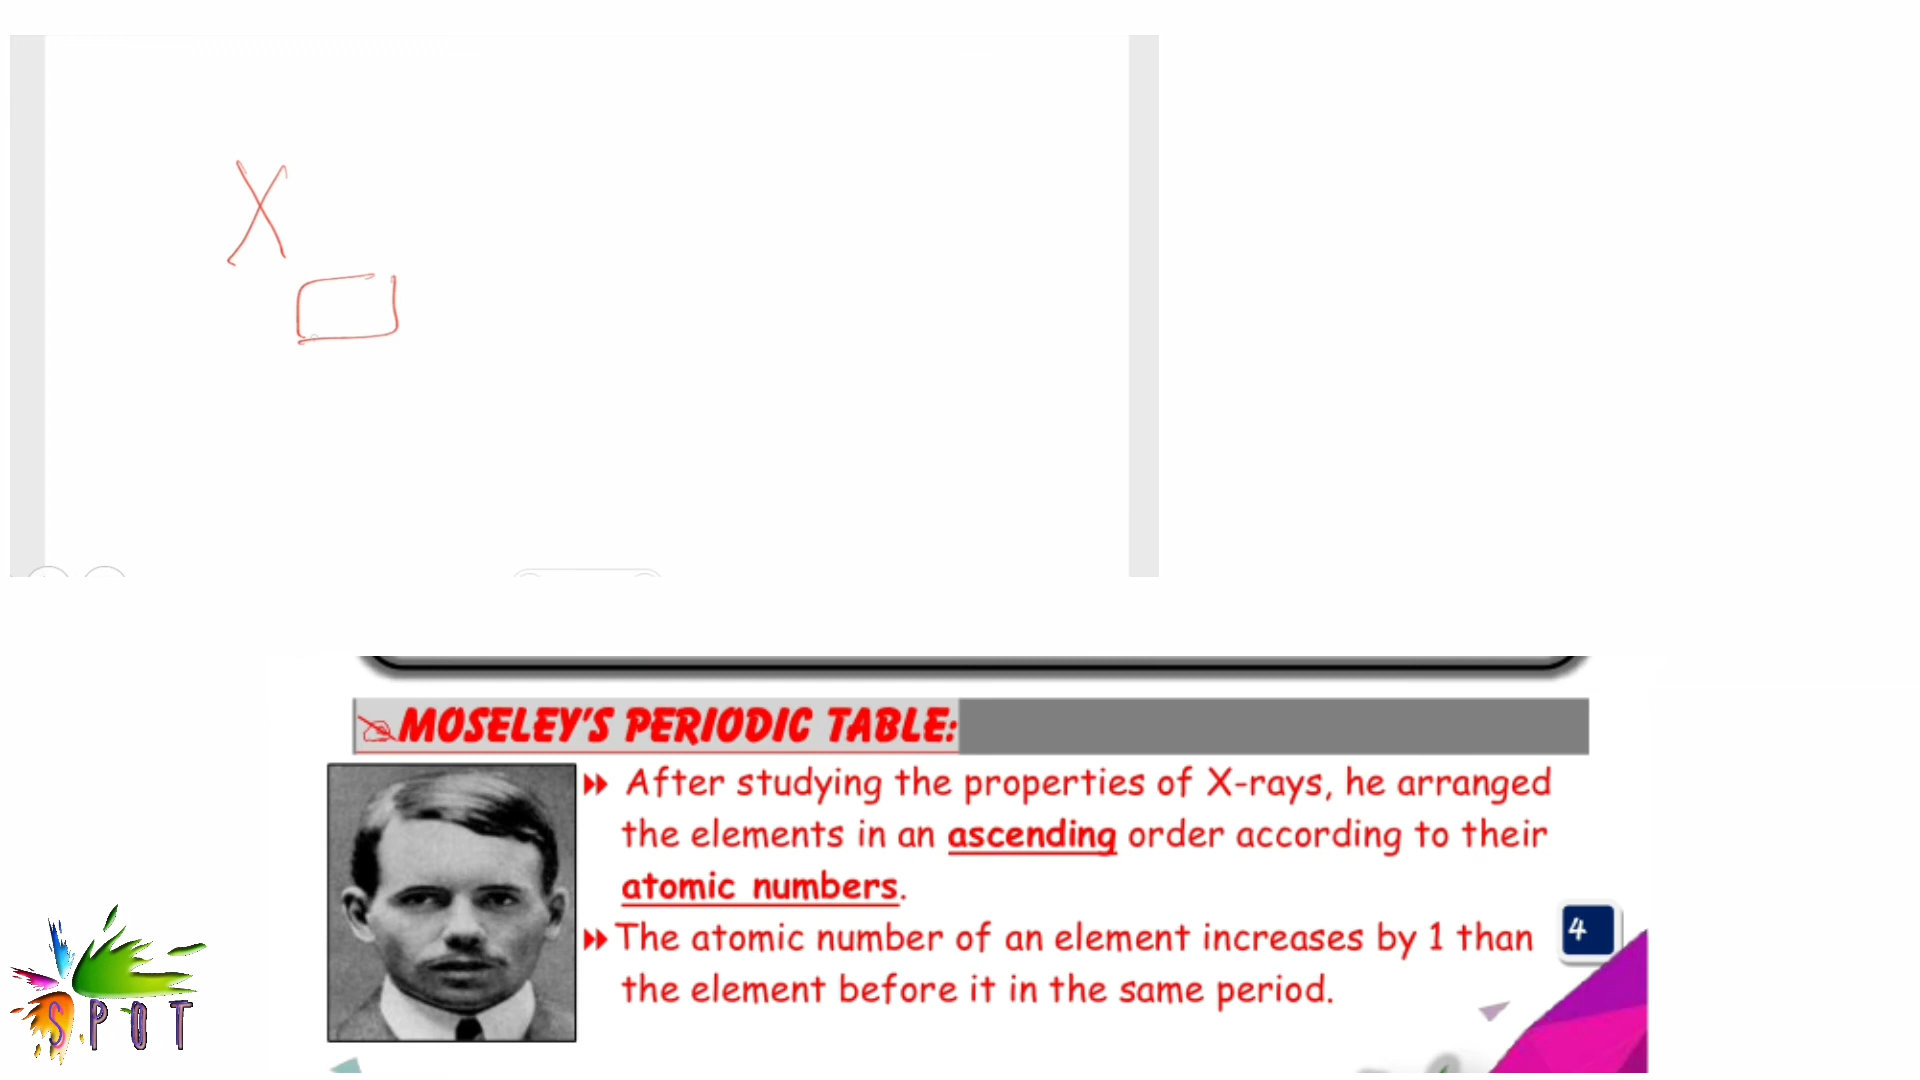 X
MOSELEY'S PERIODIC TABLE:
After studying the properties of X-rays, he arranged
the elements in an ascending order according to their
atomic numbers.
The atomic number of an element increases by 1 than
the element before it in the same period.
4
SPOT